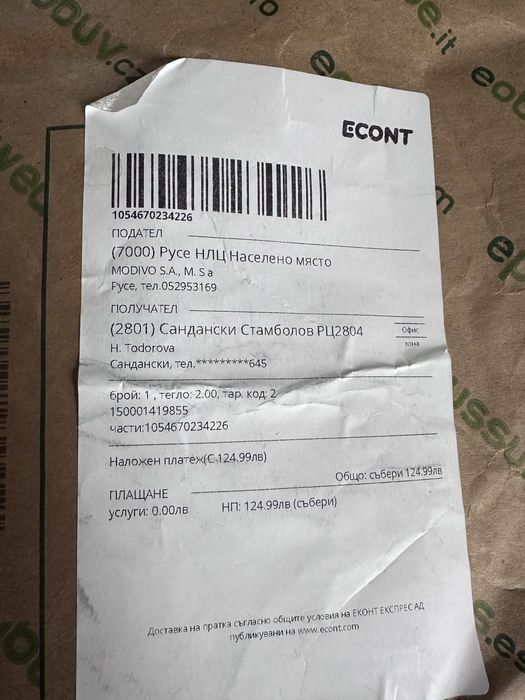 ECONT
1054670234226
ПОДАТЕЛ
(7000) Русе НЛЦ Населено място
MODIVO S.A., M. S a
Русе, тел.052953169
ПОЛУЧАТЕЛ
(2801) Сандански Стамболов РЦ2804
Офис
зона
H. Todorova
Сандански, тел.*********645
брой: 1 , тегло: 2.00, тар. код: 2
150001419855
части:1054670234226
Наложен платеж(С 124.99лв)
Общо: събери 124.99лв
ПЛАЩАНЕ
услуги: 0.00лв
НП: 124.99лв (събери)
Доставка на пратка съгласно общите условия на ЕКОНТ ЕКСПРЕС АД
публикувани на www.econt.com